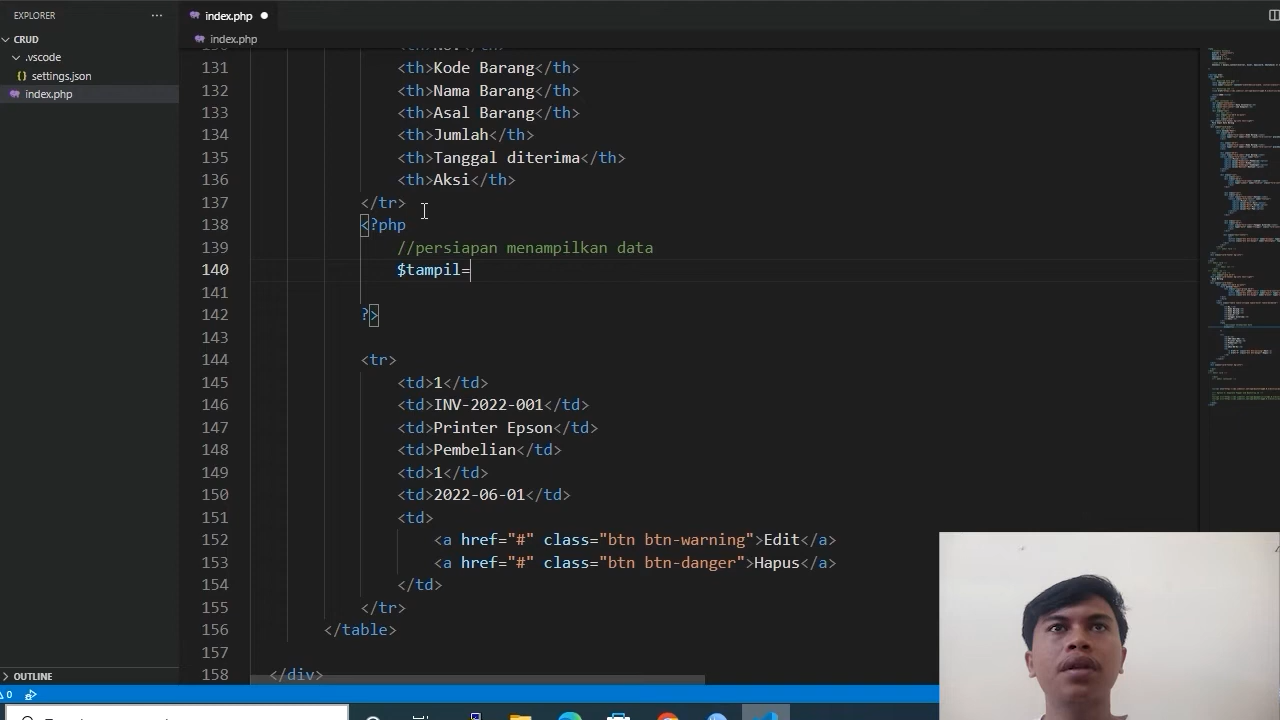 EXPLORER
index.php
CRUD
index.php
.vscode
settings.json
index.php
131 <th>Kode Barang</th>
132 <th>Nama Barang</th>
133 <th>Asal Barang</th>
134 <th>Jumlah</th>
135 <th>Tanggal diterima</th>
136 <th>Aksi</th>
137 </tr>
138 <?php
139 //persiapan menampilkan data
140 $tampil=
141
142 ?>
143
144 <tr>
145 <td>1</td>
146 <td>INV-2022-001</td>
147 <td>Printer Epson</td>
148 <td>Pembelian</td>
149 <td>1</td>
150 <td>2022-06-01</td>
151 <td>
152 <a href="#" class="btn btn-warning">Edit</a>
153 <a href="#" class="btn btn-danger">Hapus</a>
154 </td>
155 </tr>
156 </table>
157
158 </div>
OUTLINE
0